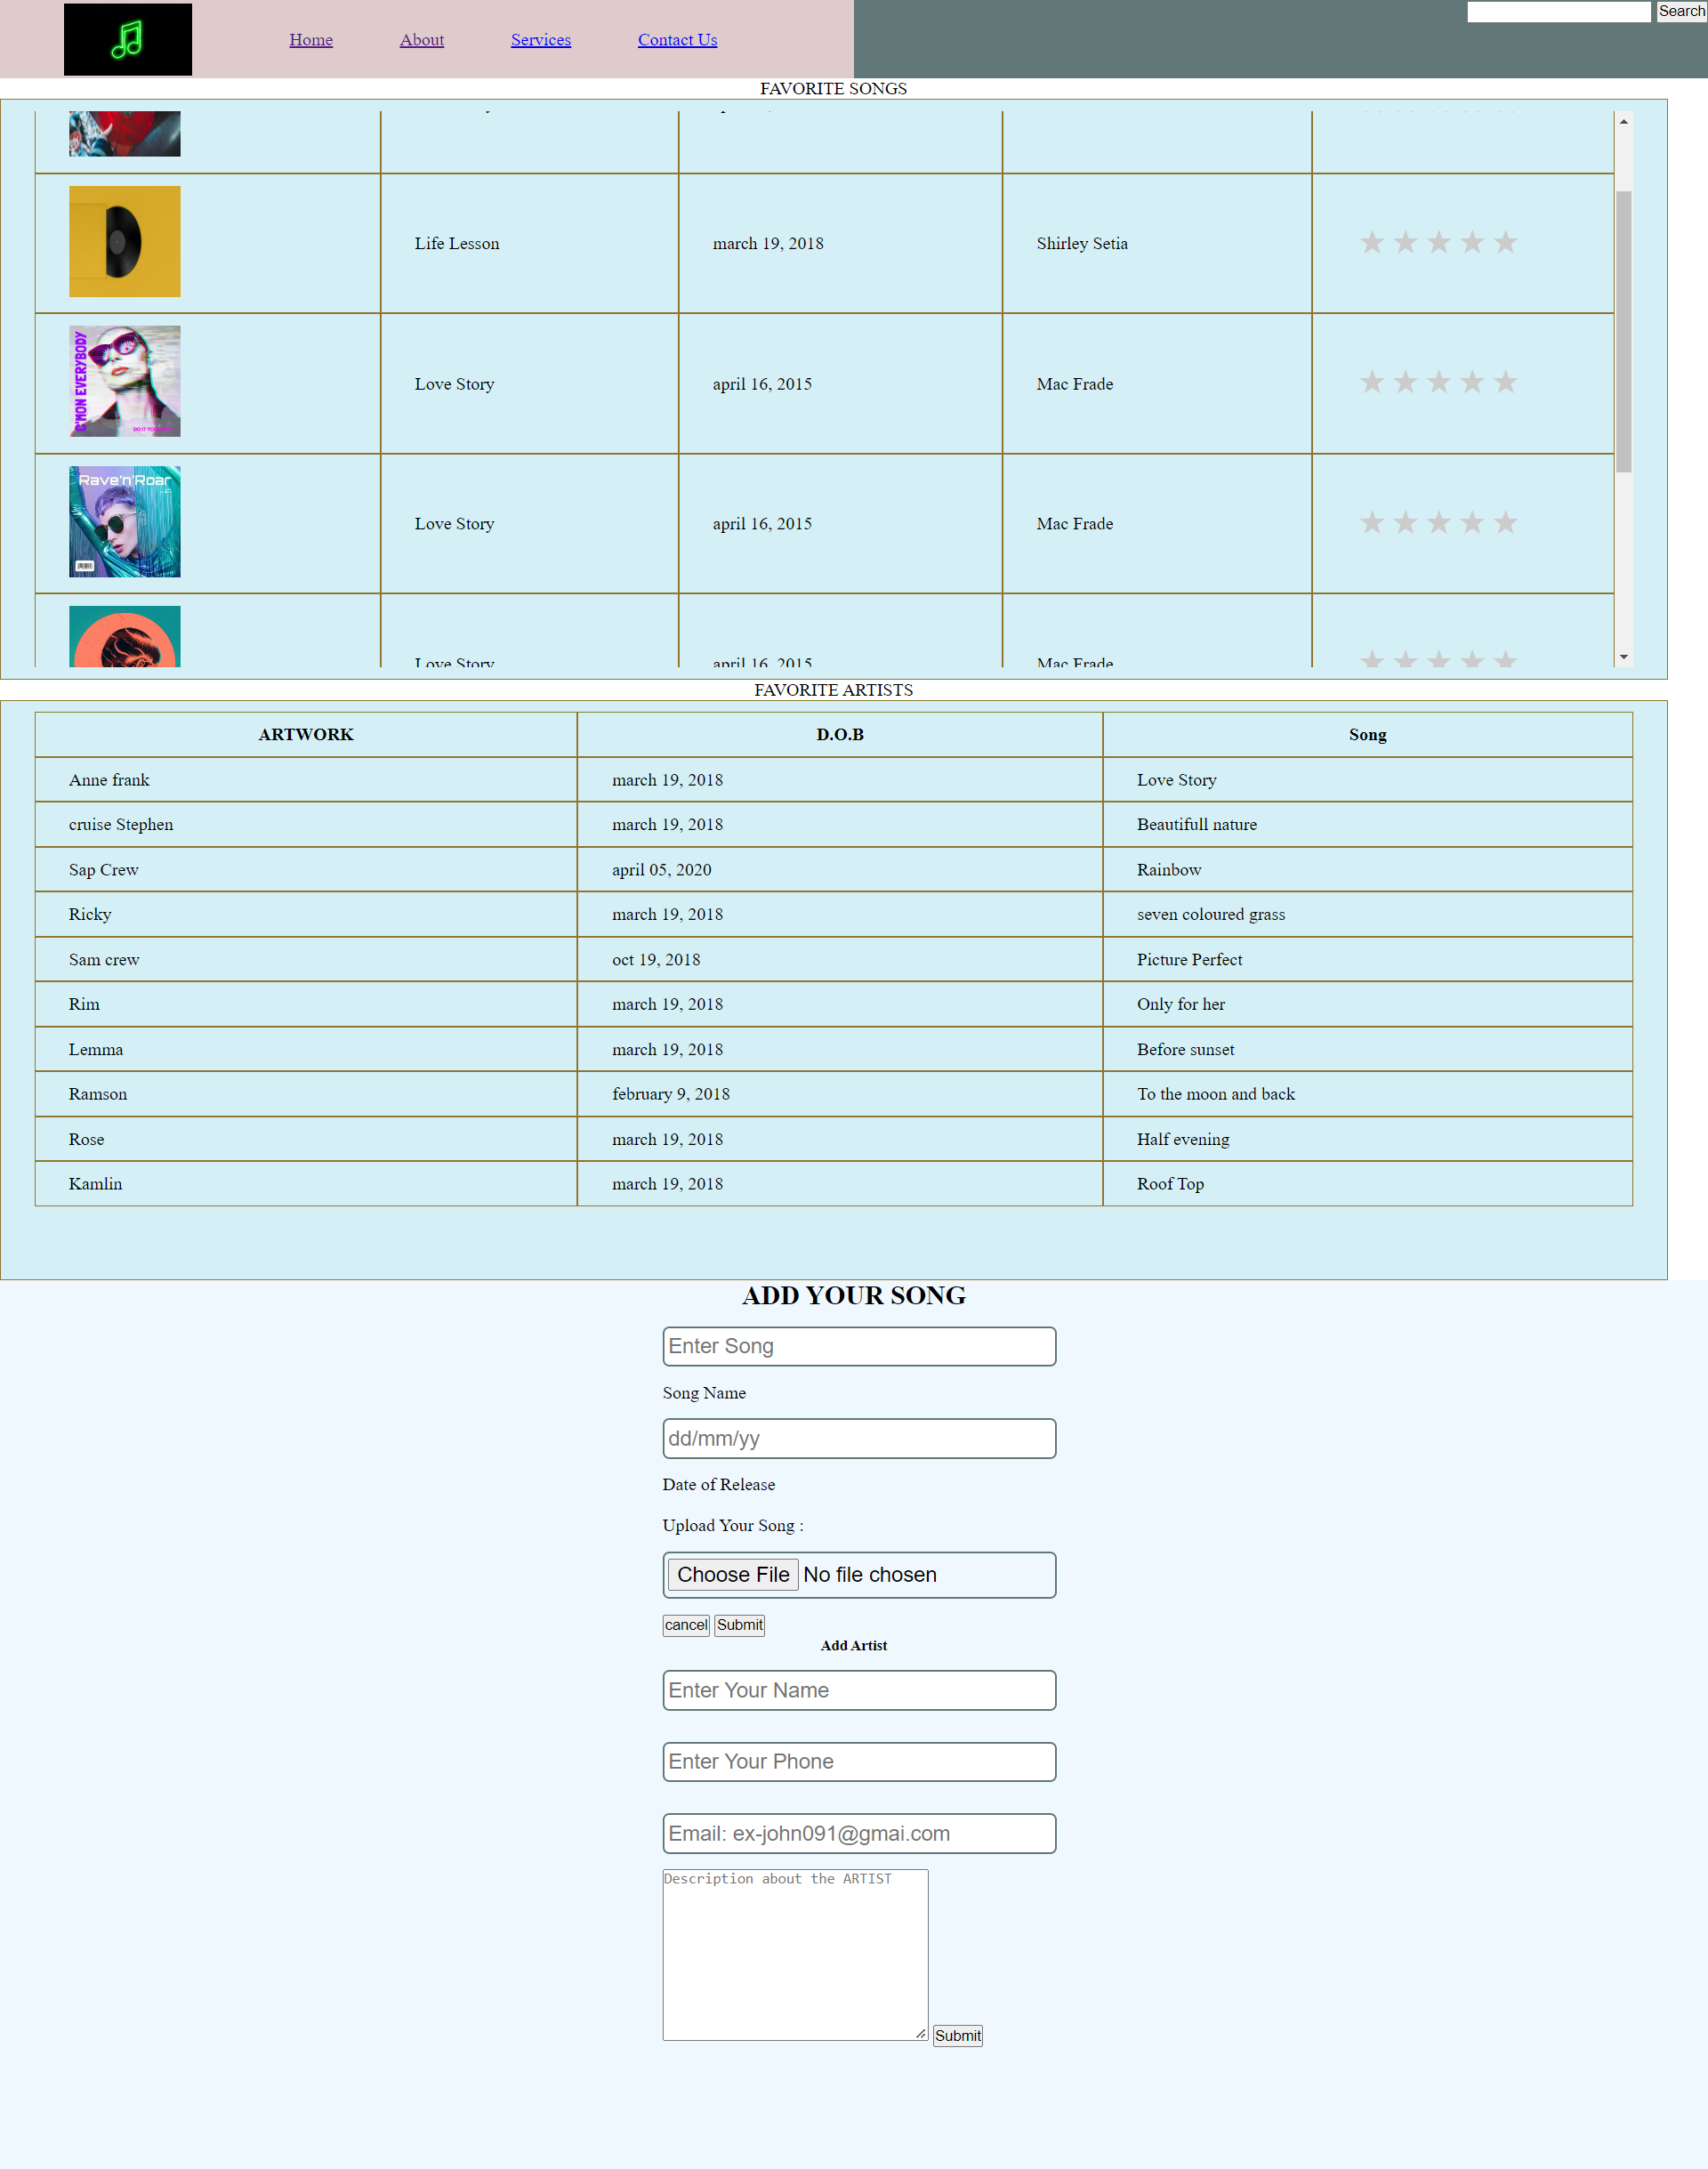 Home About Services Contact Us Search
FAVORITE SONGS
Life Lesson march 19, 2018 Shirley Setia
C'MON EVERYBODY
Love Story april 16, 2015 Mac Frade
Rave'n'Roar
Love Story april 16, 2015 Mac Frade
Love Story april 16, 2015 Mac Frade
FAVORITE ARTISTS
ARTWORK D.O.B Song
Anne frank march 19, 2018 Love Story
cruise Stephen march 19, 2018 Beautifull nature
Sap Crew april 05, 2020 Rainbow
Ricky march 19, 2018 seven coloured grass
Sam crew oct 19, 2018 Picture Perfect
Rim march 19, 2018 Only for her
Lemma march 19, 2018 Before sunset
Ramson february 9, 2018 To the moon and back
Rose march 19, 2018 Half evening
Kamlin march 19, 2018 Roof Top
ADD YOUR SONG
Enter Song
Song Name
dd/mm/yy
Date of Release
Upload Your Song :
Choose File No file chosen
cancel Submit
Add Artist
Enter Your Name
Enter Your Phone
Email: ex-john091@gmai.com
Description about the ARTIST
Submit